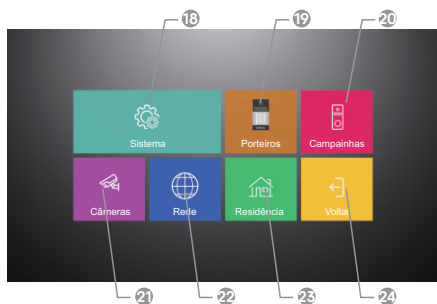 18 19 20
Sistema Porteiros Campainhas
Câmeras Rede Residência Voltar
21 22 23 24